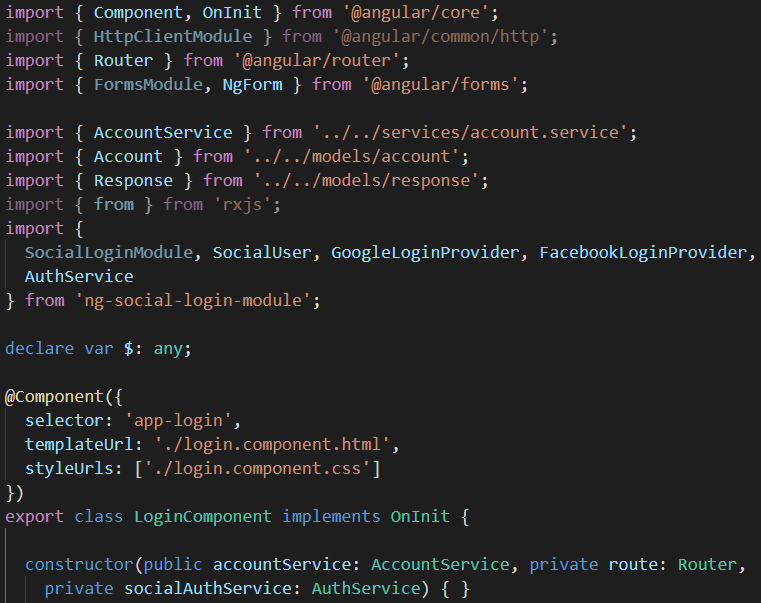 import { Component, OnInit } from '@angular/core';
import { HttpClientModule } from '@angular/common/http';
import { Router } from '@angular/router';
import { FormsModule, NgForm } from '@angular/forms';

import { AccountService } from '../../services/account.service';
import { Account } from '../../models/account';
import { Response } from '../../models/response';
import { from } from 'rxjs';
import {
  SocialLoginModule, SocialUser, GoogleLoginProvider, FacebookLoginProvider,
  AuthService
} from 'ng-social-login-module';

declare var $: any;

@Component({
  selector: 'app-login',
  templateUrl: './login.component.html',
  styleUrls: ['./login.component.css']
})
export class LoginComponent implements OnInit {

  constructor(public accountService: AccountService, private route: Router,
    private socialAuthService: AuthService) { }